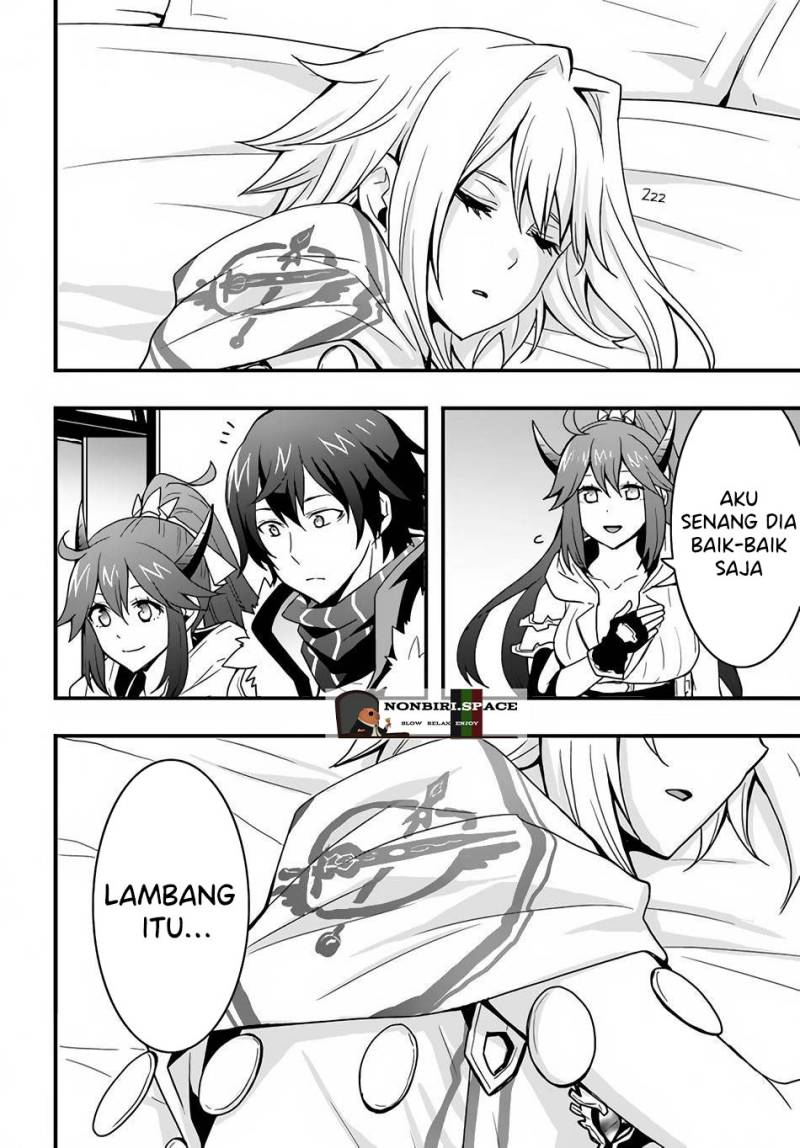 Zzz
AKU
SENANG DIA
BAIK-BAIK
SAJA
NONBIRI.SPACE
SLOW RELAX ENJOY
LAMBANG
ITU...